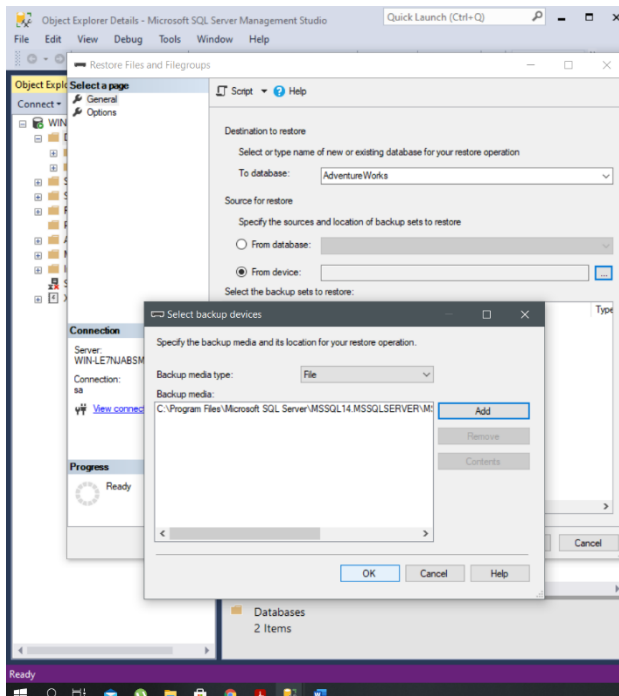 Object Explorer Details - Microsoft SQL Server Management Studio
Quick Launch (Ctrl+Q)
File Edit View Debug Tools Window Help
Restore Files and Filegroups
Object Explo
Connect
WIN
Select a page
General
Options
Script Help
Destination to restore
Select or type name of new or existing database for your restore operation
To database: AdventureWorks
Source for restore
Specify the sources and location of backup sets to restore
From database:
From device: ...
Select the backup sets to restore:
Type
Connection
Server:
WIN-LE7NJABSM
Connection:
sa
View connec
Progress
Ready
Select backup devices
Specify the backup media and its location for your restore operation.
Backup media type: File
Backup media:
C:\Program Files\Microsoft SQL Server\MSSQL14.MSSQLSERVER\MS
Add
Remove
Contents
OK Cancel Help
Cancel
Databases
2 Items
Ready